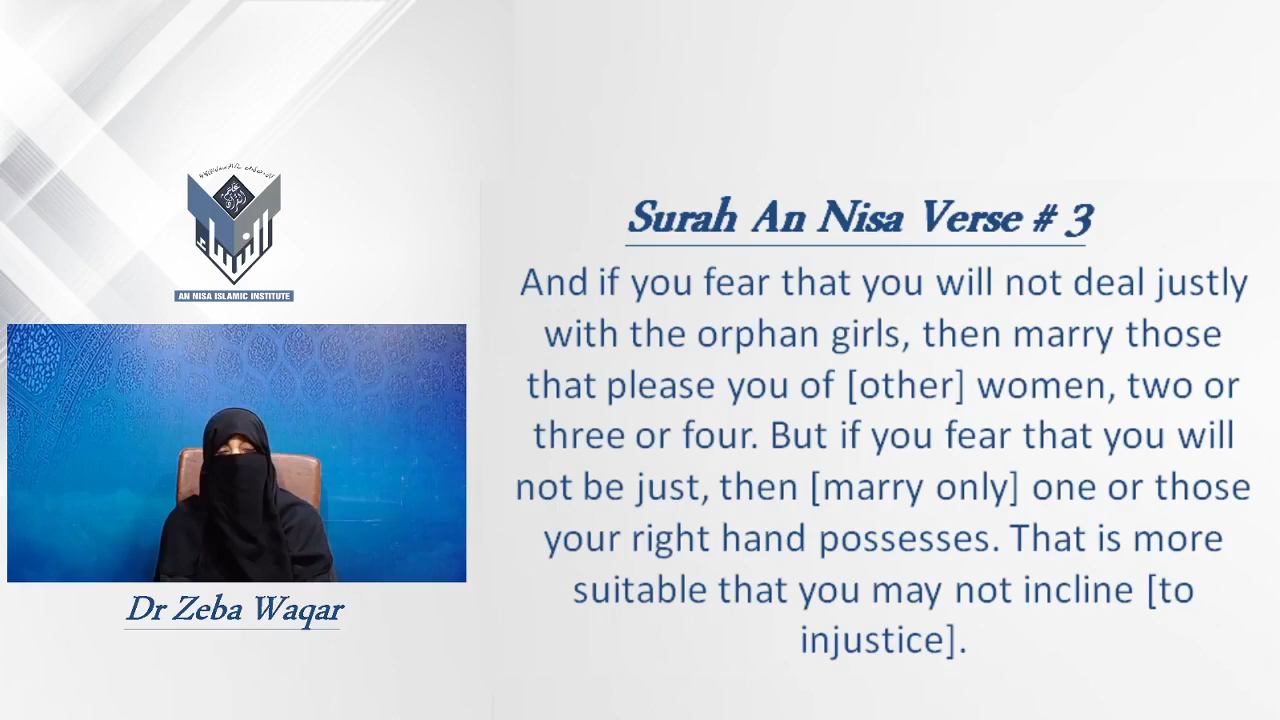 AN NISA ISLAMIC INSTITUTE
Dr Zeba Waqar
Surah An Nisa Verse # 3
And if you fear that you will not deal justly
with the orphan girls, then marry those
that please you of [other] women, two or
three or four. But if you fear that you will
not be just, then [marry only] one or those
your right hand possesses. That is more
suitable that you may not incline [to
injustice].